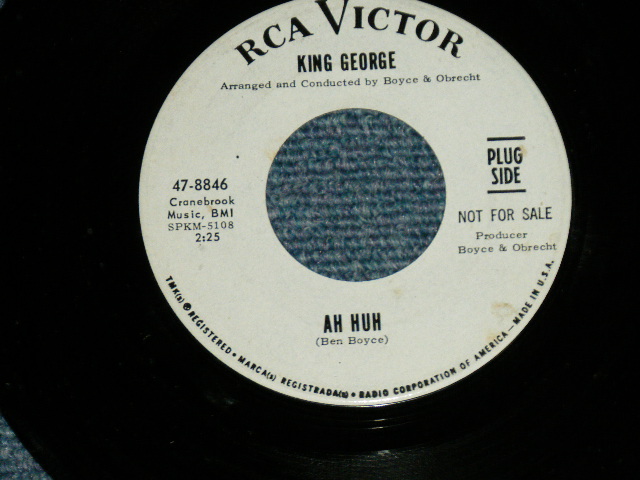 RCA VICTOR
KING GEORGE
Arranged and Conducted by Boyce & Obrecht
PLUG
SIDE
47-8846
Cranebrook
Music, BMI
SPKM-5108
2:25
NOT FOR SALE
Producer
Boyce & Obrecht
AH HUH
(Ben Boyce)
TMK(s) ® REGISTERED • MARCA(s) REGISTRADA(s) • RADIO CORPORATION OF AMERICA—MADE IN U.S.A.